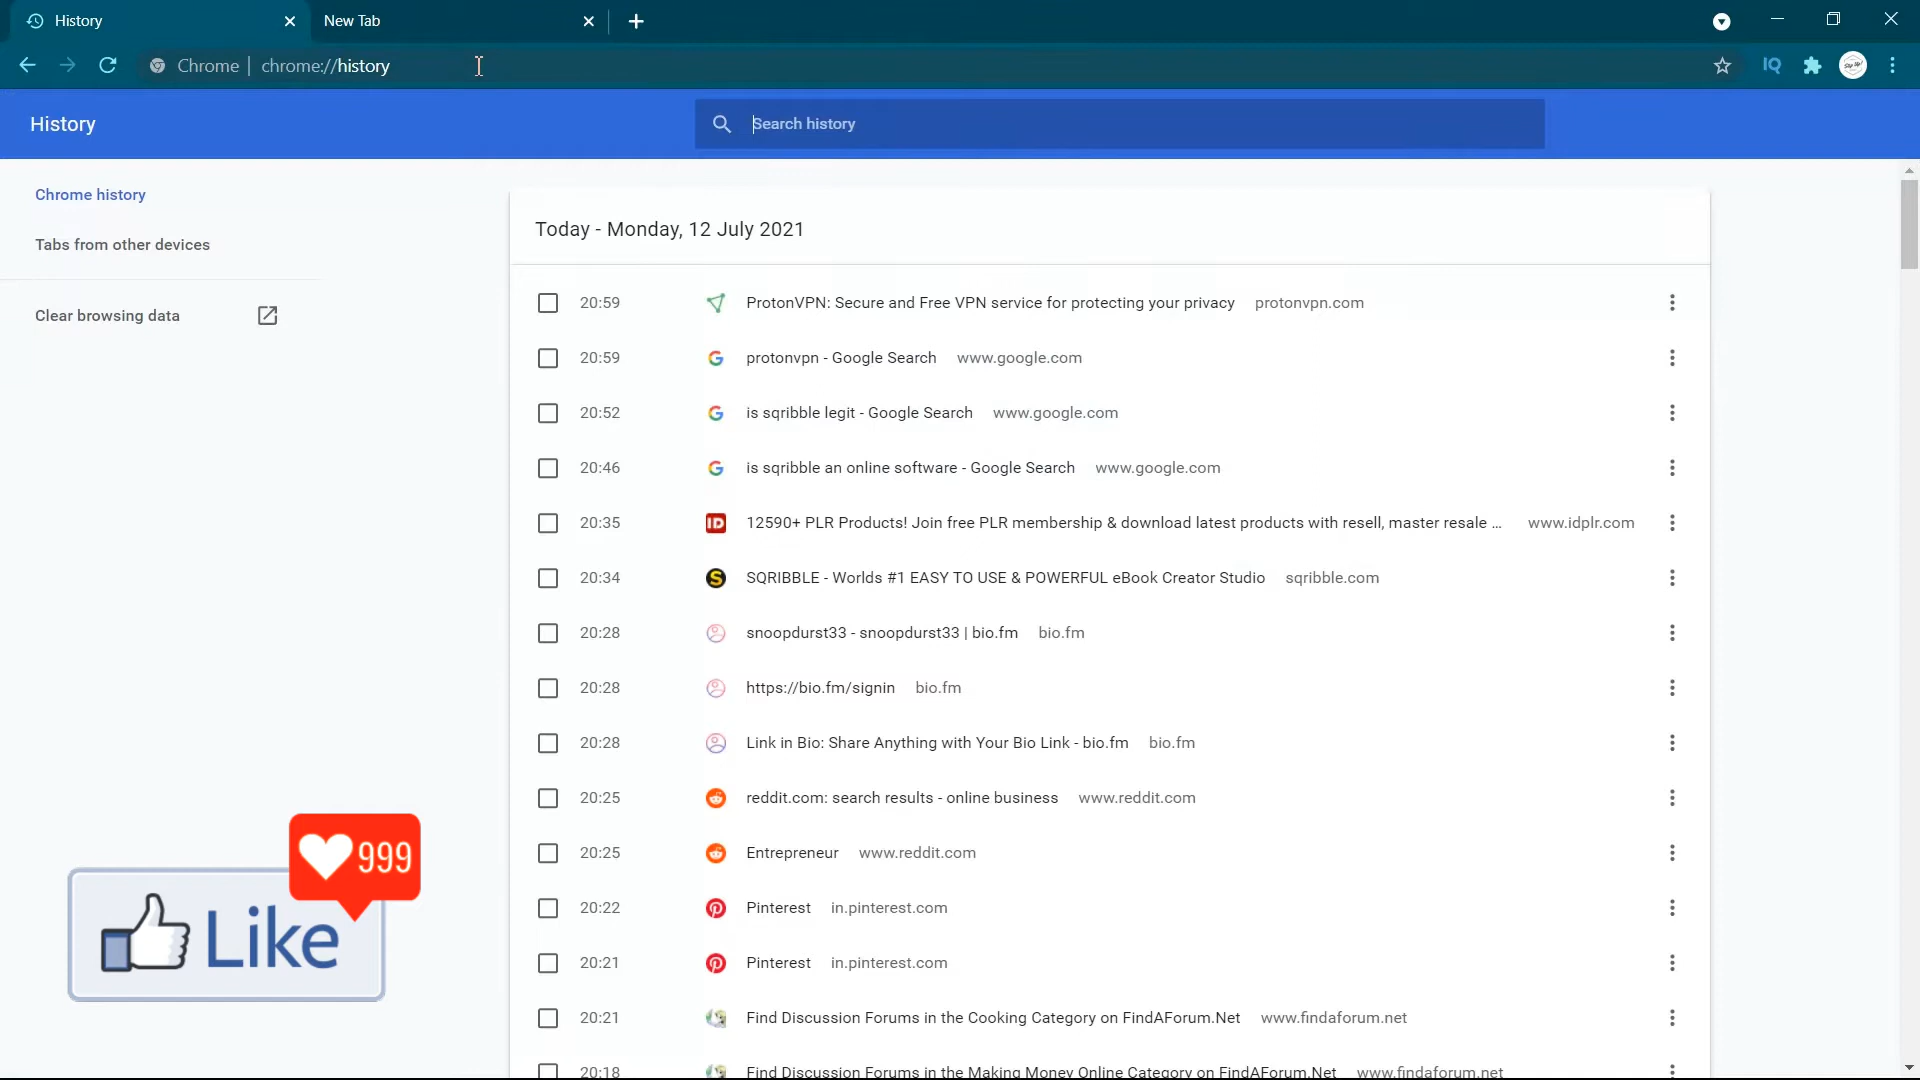 History
New Tab
Chrome | chrome://history
IQ
History
Search history
Chrome history
Tabs from other devices
Clear browsing data
Today - Monday, 12 July 2021
20:59 ProtonVPN: Secure and Free VPN service for protecting your privacy protonvpn.com
20:59 protonvpn - Google Search www.google.com
20:52 is sqribble legit - Google Search www.google.com
20:46 is sqribble an online software - Google Search www.google.com
20:35 ID 12590+ PLR Products! Join free PLR membership & download latest products with resell, master resale ... www.idplr.com
20:34 S SQRIBBLE - Worlds #1 EASY TO USE & POWERFUL eBook Creator Studio sqribble.com
20:28 snoopdurst33 - snoopdurst33 | bio.fm bio.fm
20:28 https://bio.fm/signin bio.fm
20:28 Link in Bio: Share Anything with Your Bio Link - bio.fm bio.fm
20:25 reddit.com: search results - online business www.reddit.com
20:25 Entrepreneur www.reddit.com
20:22 Pinterest in.pinterest.com
20:21 Pinterest in.pinterest.com
20:21 Find Discussion Forums in the Cooking Category on FindAForum.Net www.findaforum.net
20:18 Find Discussion Forums in the Making Money Online Category on FindAForum.Net www.findaforum.net
999
Like